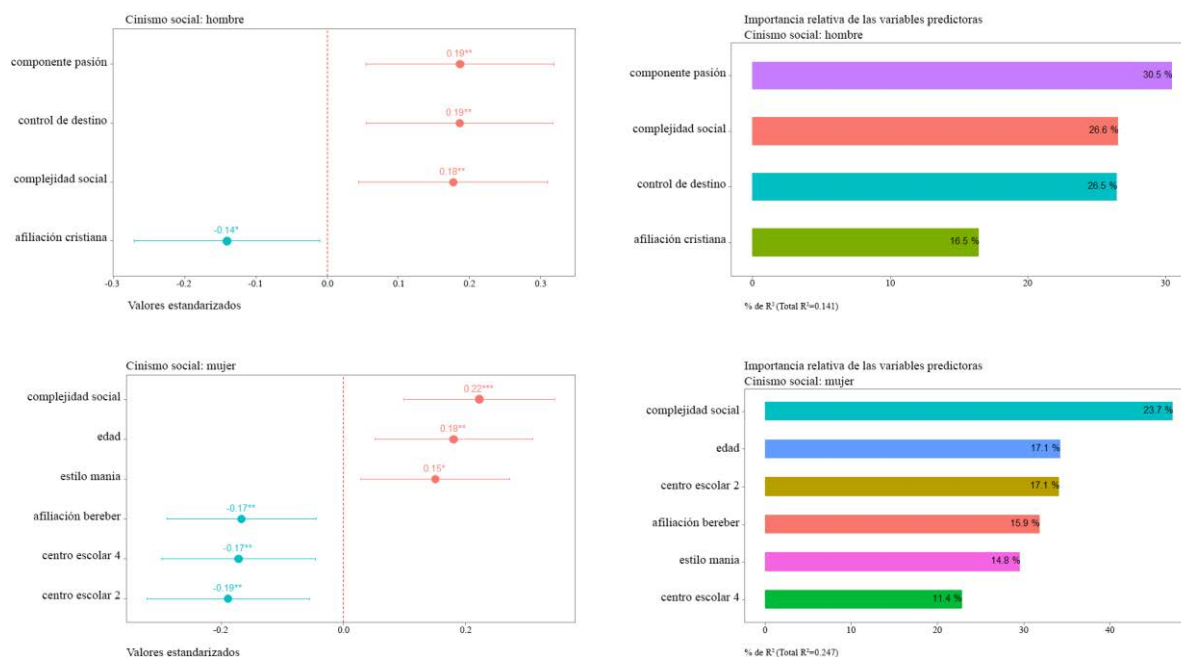 Cinismo social: hombre
componente pasión
control de destino
complejidad social
afiliación cristiana
0.19**
0.19**
0.18**
-0.14*
-0.3
-0.2
-0.1
0.0
0.1
0.2
0.3
Valores estandarizados
Importancia relativa de las variables predictoras
Cinismo social: hombre
componente pasión
30.5 %
complejidad social
26.6 %
control de destino
26.5 %
afiliación cristiana
16.5 %
0
10
20
30
% de R² (Total R²=0.141)
Cinismo social: mujer
complejidad social
edad
estilo mania
afiliación bereber
centro escolar 4
centro escolar 2
0.22***
0.18**
0.15*
-0.17**
-0.17**
-0.19**
-0.2
0.0
0.2
Valores estandarizados
Importancia relativa de las variables predictoras
Cinismo social: mujer
complejidad social
23.7 %
edad
17.1 %
centro escolar 2
17.1 %
afiliación bereber
15.9 %
estilo mania
14.8 %
centro escolar 4
11.4 %
0
10
20
30
40
% de R² (Total R²=0.247)